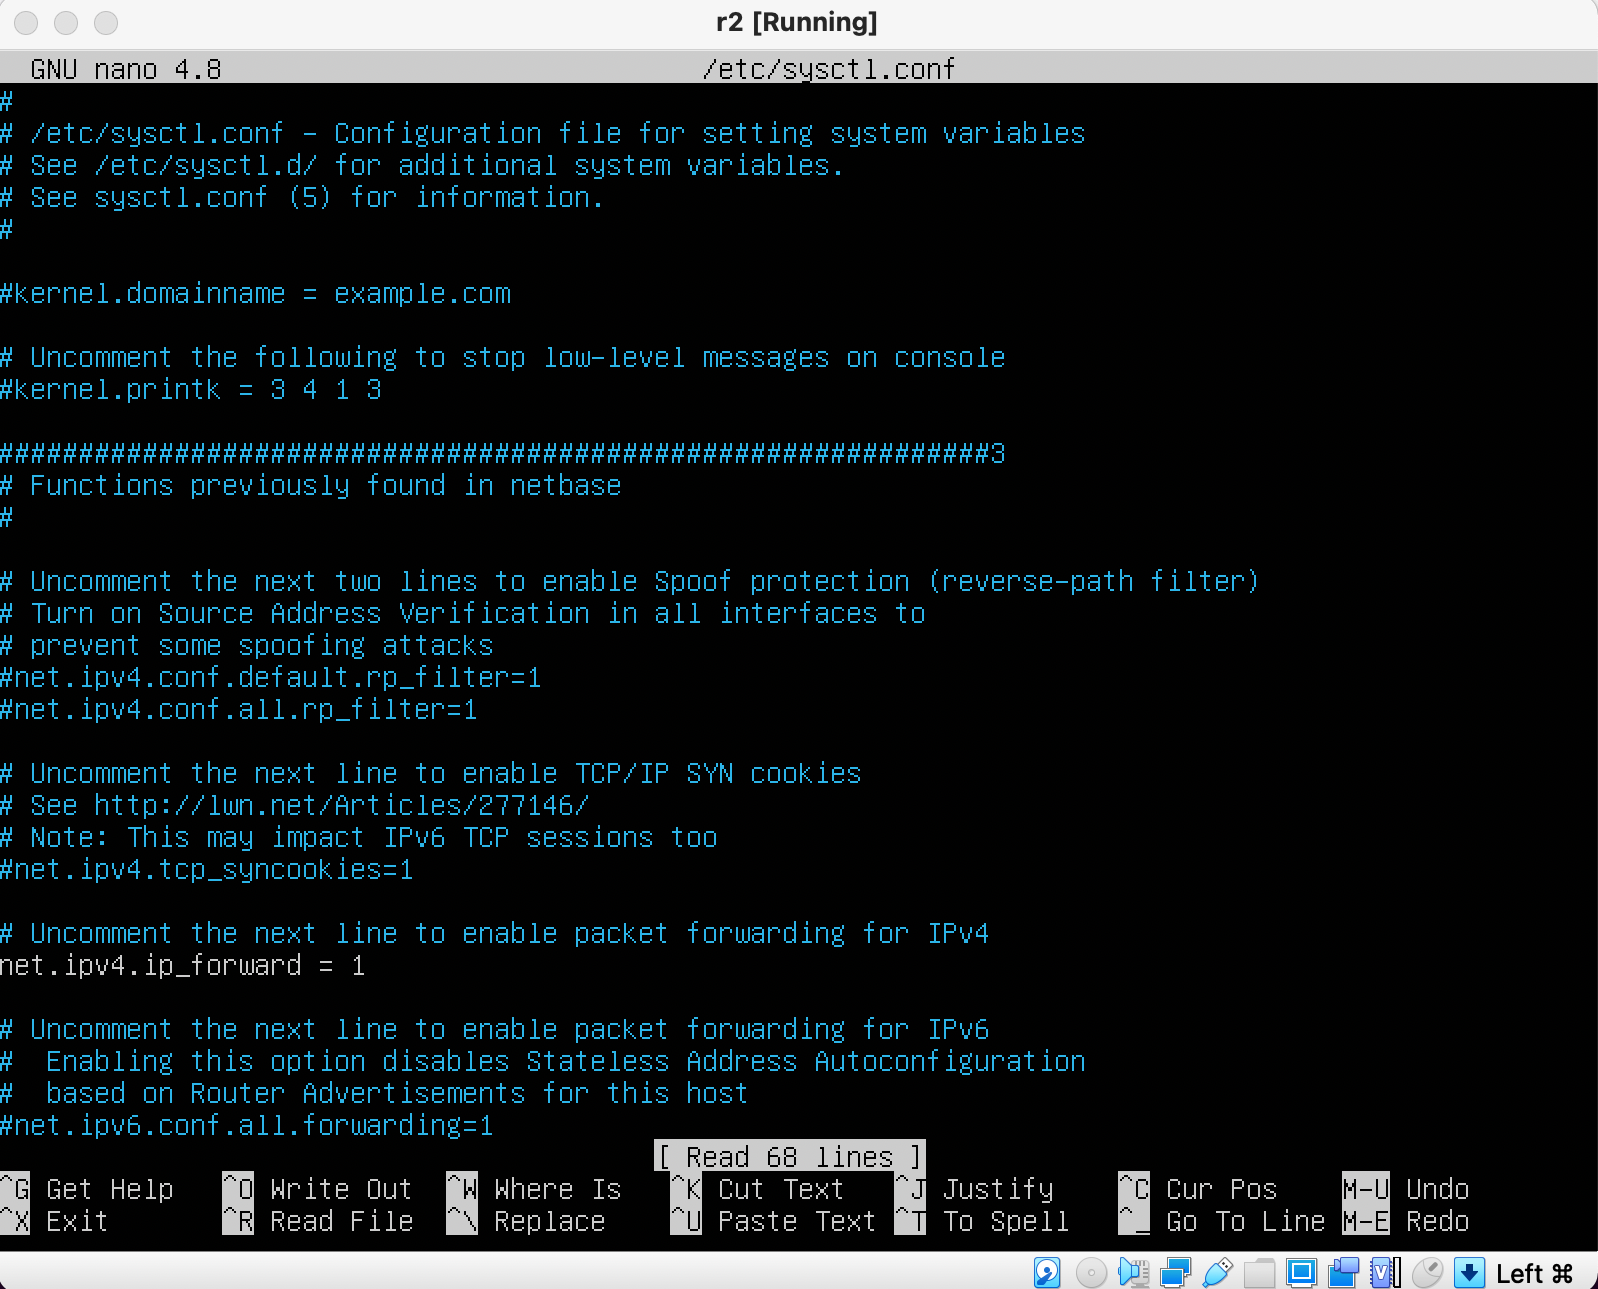 r2 [Running]
GNU nano 4.8 /etc/sysctl.conf
#
# /etc/sysctl.conf - Configuration file for setting system variables
# See /etc/sysctl.d/ for additional system variables.
# See sysctl.conf (5) for information.
#
#kernel.domainname = example.com
# Uncomment the following to stop low-level messages on console
#kernel.printk = 3 4 1 3
##############################################################3
# Functions previously found in netbase
#
# Uncomment the next two lines to enable Spoof protection (reverse-path filter)
# Turn on Source Address Verification in all interfaces to
# prevent some spoofing attacks
#net.ipv4.conf.default.rp_filter=1
#net.ipv4.conf.all.rp_filter=1
# Uncomment the next line to enable TCP/IP SYN cookies
# See http://lwn.net/Articles/277146/
# Note: This may impact IPv6 TCP sessions too
#net.ipv4.tcp_syncookies=1
# Uncomment the next line to enable packet forwarding for IPv4
net.ipv4.ip_forward = 1
# Uncomment the next line to enable packet forwarding for IPv6
#  Enabling this option disables Stateless Address Autoconfiguration
#  based on Router Advertisements for this host
#net.ipv6.conf.all.forwarding=1
[ Read 68 lines ]
^G Get Help ^O Write Out ^W Where Is ^K Cut Text ^J Justify ^C Cur Pos M-U Undo
^X Exit ^R Read File ^\ Replace ^U Paste Text ^T To Spell ^_ Go To Line M-E Redo
Left ⌘